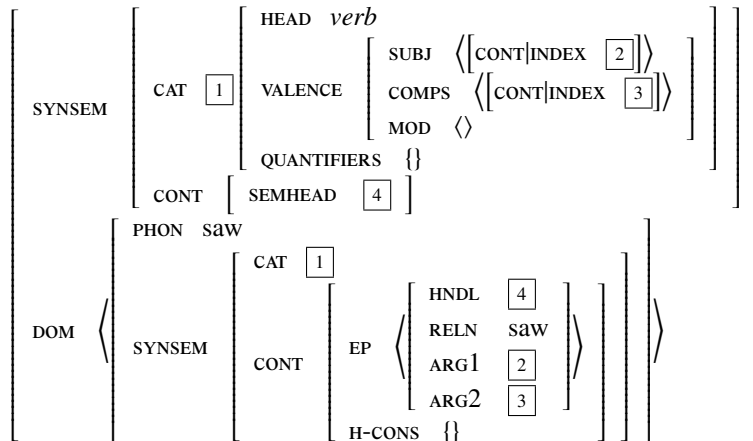 HEAD verb
SUBJ ⟨[CONT|INDEX 2]⟩
SYNSEM CAT 1 VALENCE COMPS ⟨[CONT|INDEX 3]⟩
MOD ⟨⟩
QUANTIFIERS {}
CONT [SEMHEAD 4]
PHON saw
CAT 1
HNDL 4
DOM SYNSEM CONT EP RELN saw
ARG1 2
ARG2 3
H-CONS {}